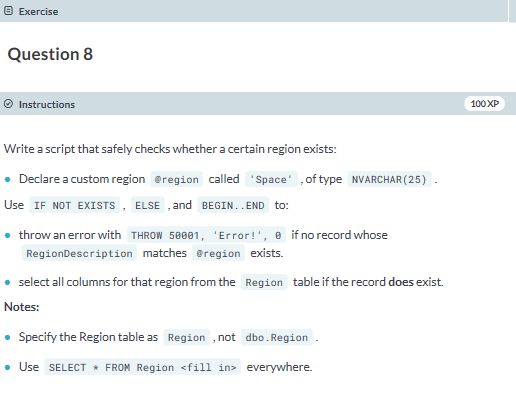 Exercise
Question 8
Instructions
100 XP
Write a script that safely checks whether a certain region exists:
Declare a custom region @region called 'Space' , of type NVARCHAR(25) .
Use IF NOT EXISTS , ELSE , and BEGIN..END to:
throw an error with THROW 50001, 'Error!', 0 if no record whose
RegionDescription matches @region exists.
select all columns for that region from the Region table if the record does exist.
Notes:
Specify the Region table as Region , not dbo.Region .
Use SELECT * FROM Region <fill in> everywhere.